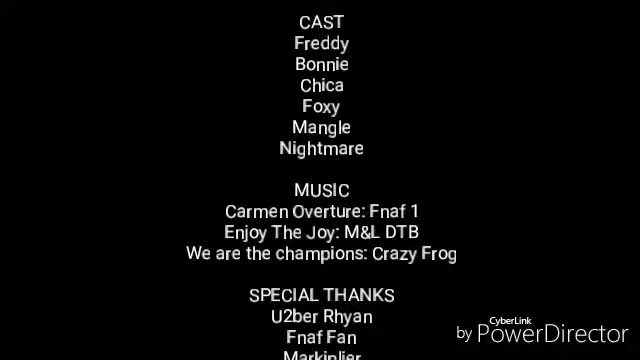 CAST
Freddy
Bonnie
Chica
Foxy
Mangle
Nightmare
MUSIC
Carmen Overture: Fnaf 1
Enjoy The Joy: M&L DTB
We are the champions: Crazy Frog
SPECIAL THANKS
U2ber Rhyan
Fnaf Fan
Markiplier
CyberLink
by PowerDirector